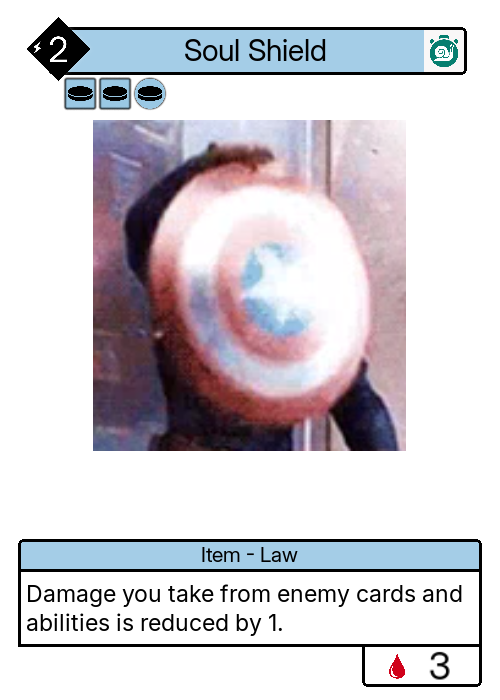 2
Soul Shield
Item - Law
Damage you take from enemy cards and
abilities is reduced by 1.
3